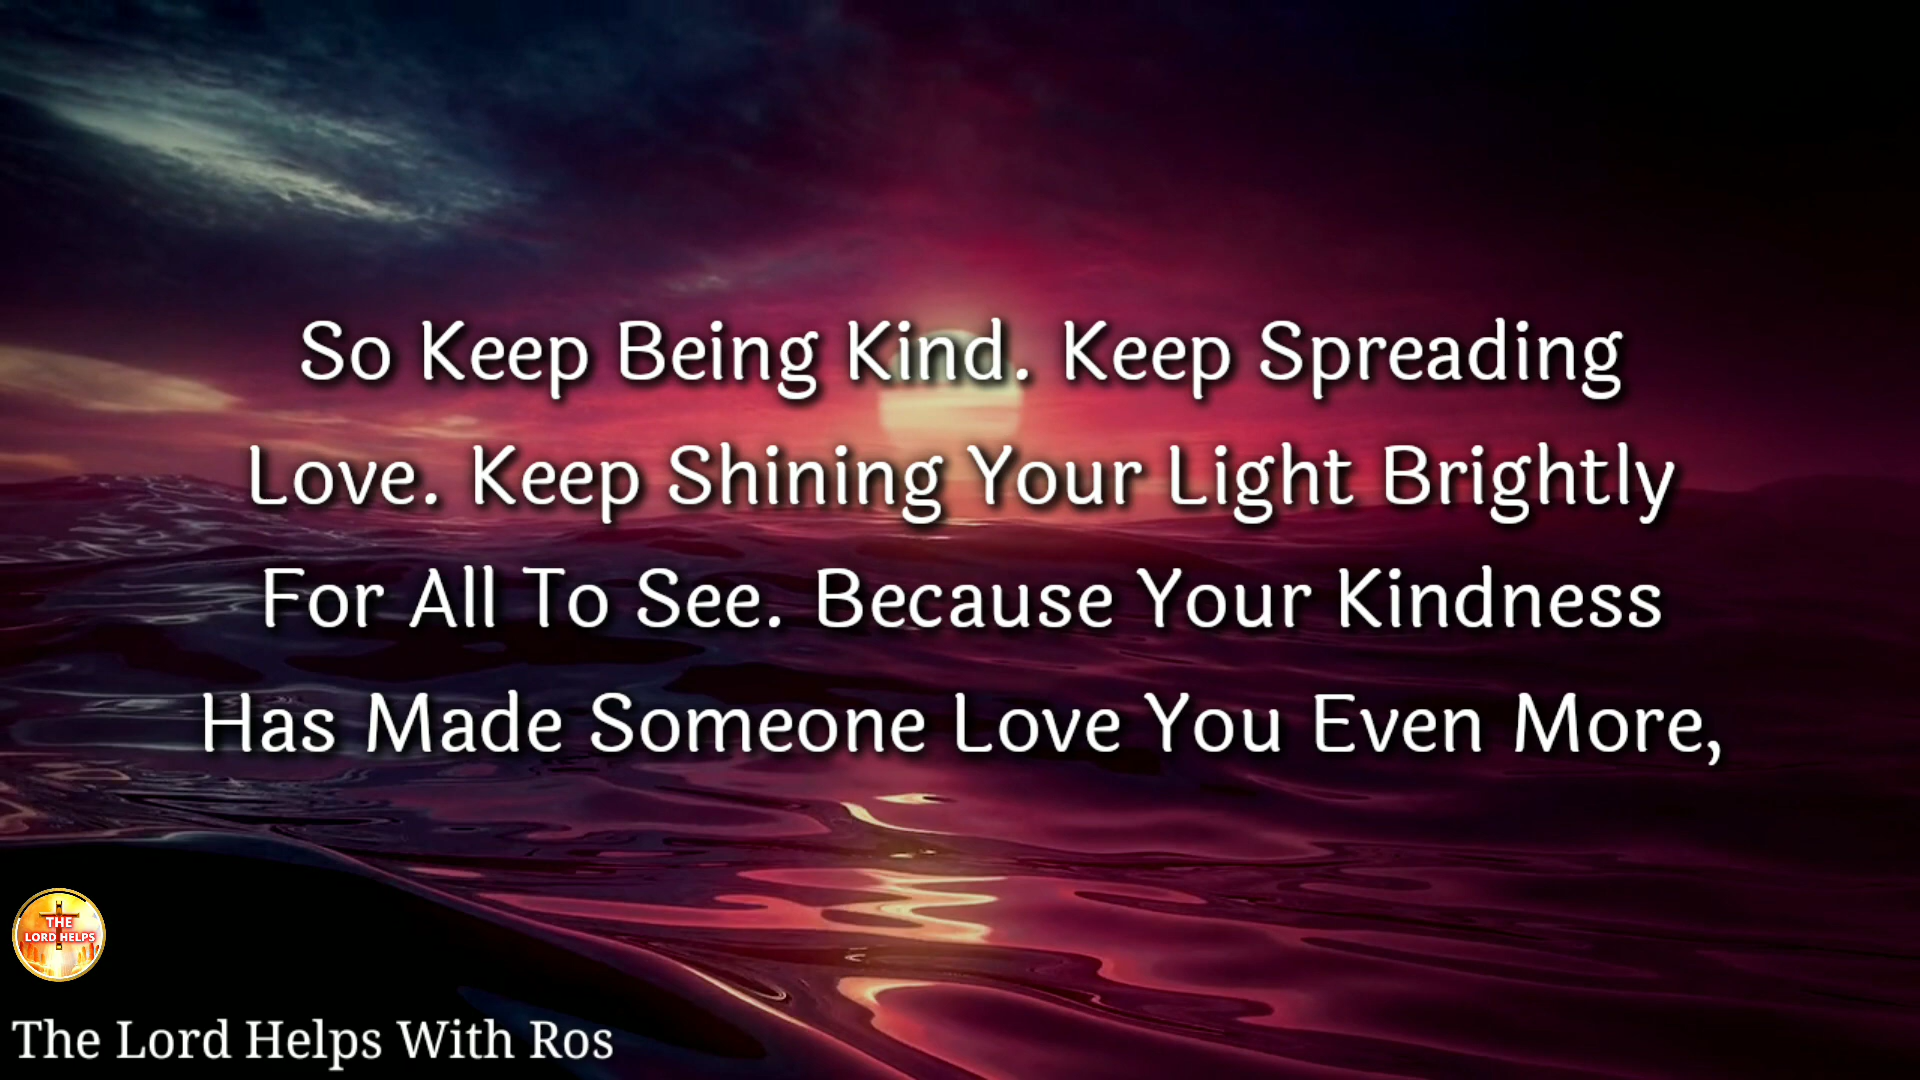 So Keep Being Kind. Keep Spreading
Love. Keep Shining Your Light Brightly
For All To See. Because Your Kindness
Has Made Someone Love You Even More,
THE
LORD HELPS
The Lord Helps With Ros